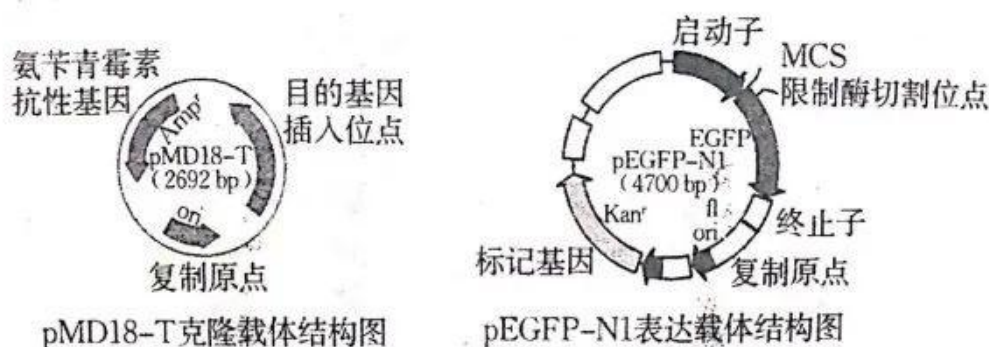 氨苄青霉素
抗性基因
Ampʳ
目的基因
插入位点
pMD18-T
(2692 bp)
ori
复制原点
pMD18-T克隆载体结构图
启动子
MCS
限制酶切割位点
EGFP
pEGFP-N1
(4700 bp)
Kanʳ
fl
ori
终止子
标记基因
复制原点
pEGFP-N1表达载体结构图